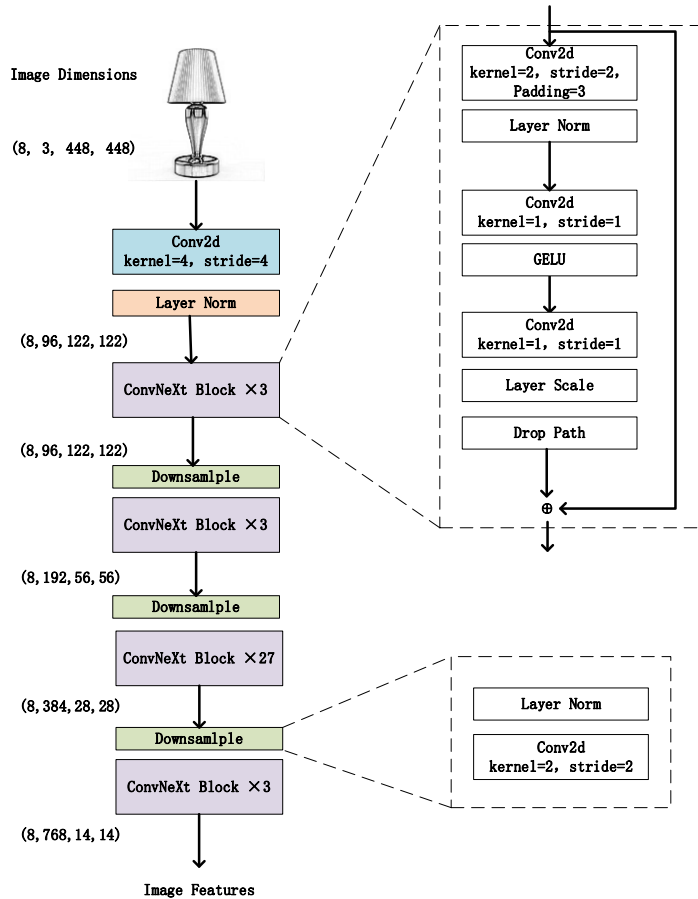 Image Dimensions
(8, 3, 448, 448)
Conv2d
kernel=4, stride=4
Layer Norm
(8,96,122,122)
ConvNeXt Block ×3
(8,96,122,122)
Downsamlple
ConvNeXt Block ×3
(8,192,56,56)
Downsamlple
ConvNeXt Block ×27
(8,384,28,28)
Downsamlple
ConvNeXt Block ×3
(8,768,14,14)
Image Features
Conv2d
kernel=2, stride=2,
Padding=3
Layer Norm
Conv2d
kernel=1, stride=1
GELU
Conv2d
kernel=1, stride=1
Layer Scale
Drop Path
Layer Norm
Conv2d
kernel=2, stride=2